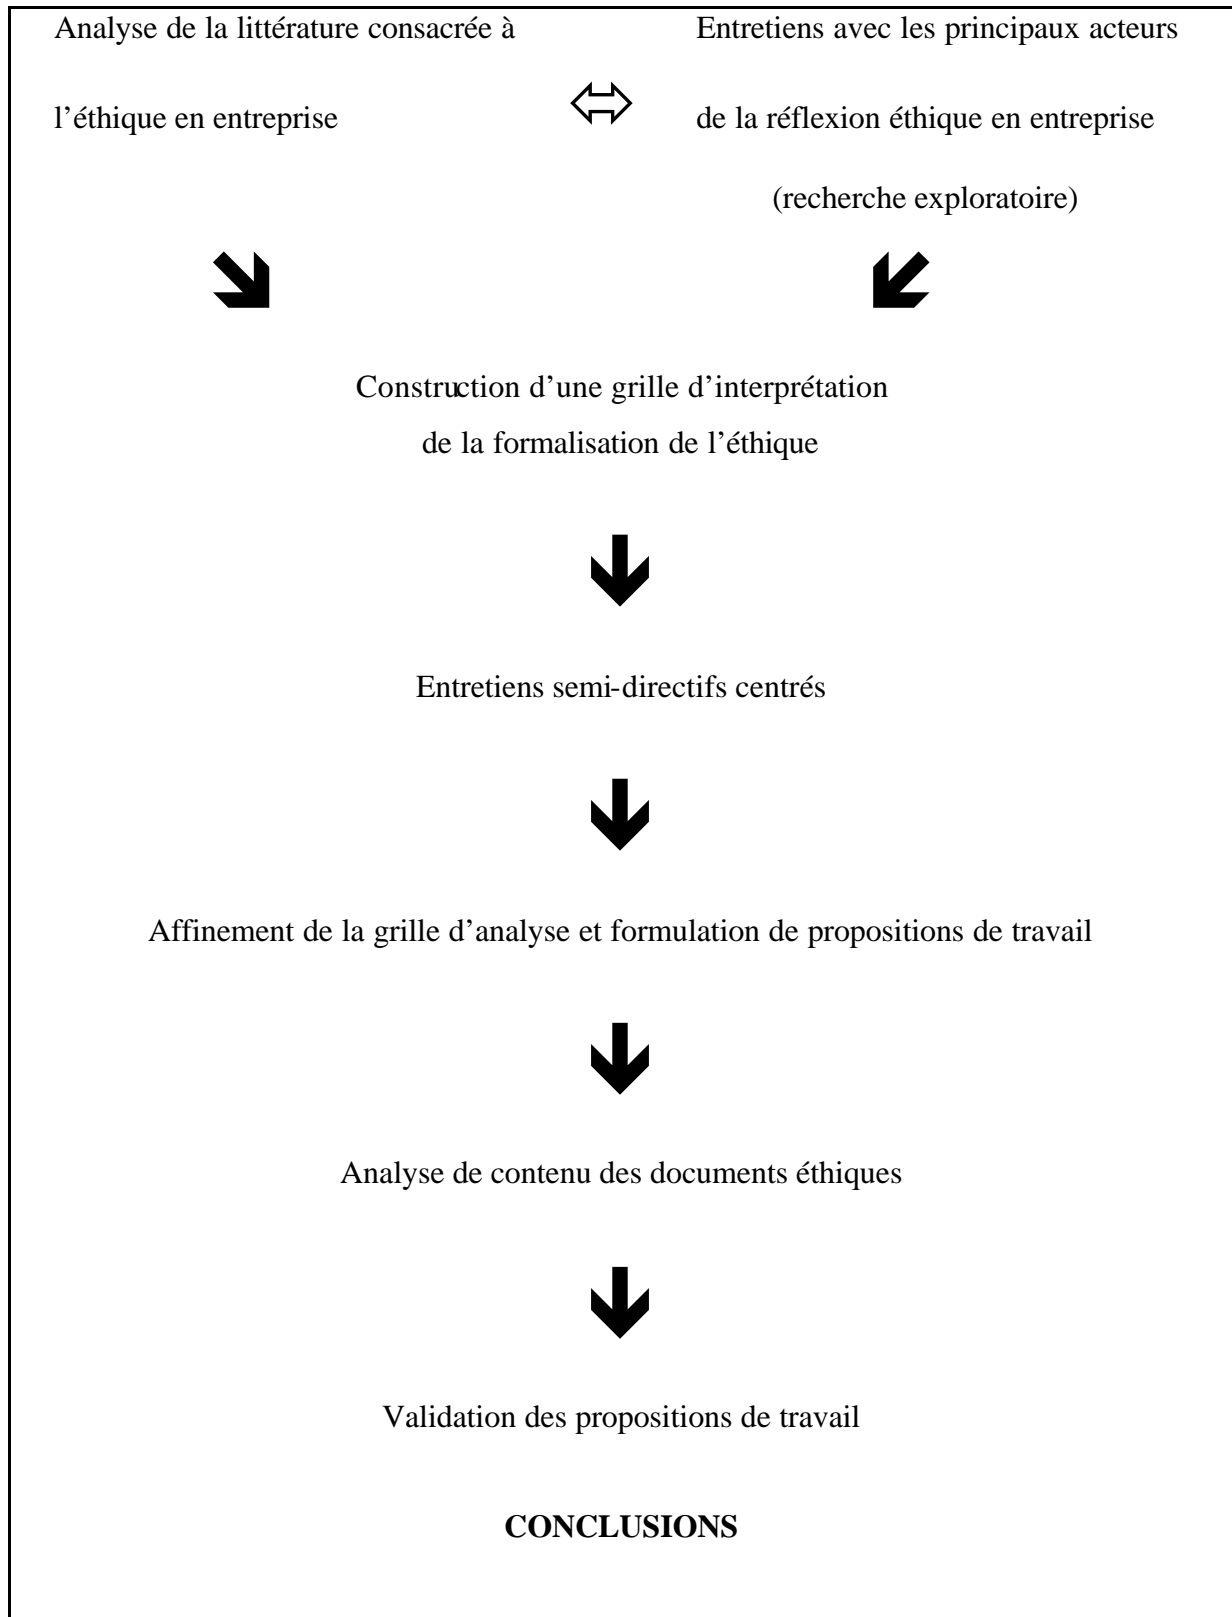 Analyse de la littérature consacrée à
l’éthique en entreprise
Entretiens avec les principaux acteurs
de la réflexion éthique en entreprise
(recherche exploratoire)
Construction d’une grille d’interprétation
de la formalisation de l’éthique
Entretiens semi-directifs centrés
Affinement de la grille d’analyse et formulation de propositions de travail
Analyse de contenu des documents éthiques
Validation des propositions de travail
CONCLUSIONS